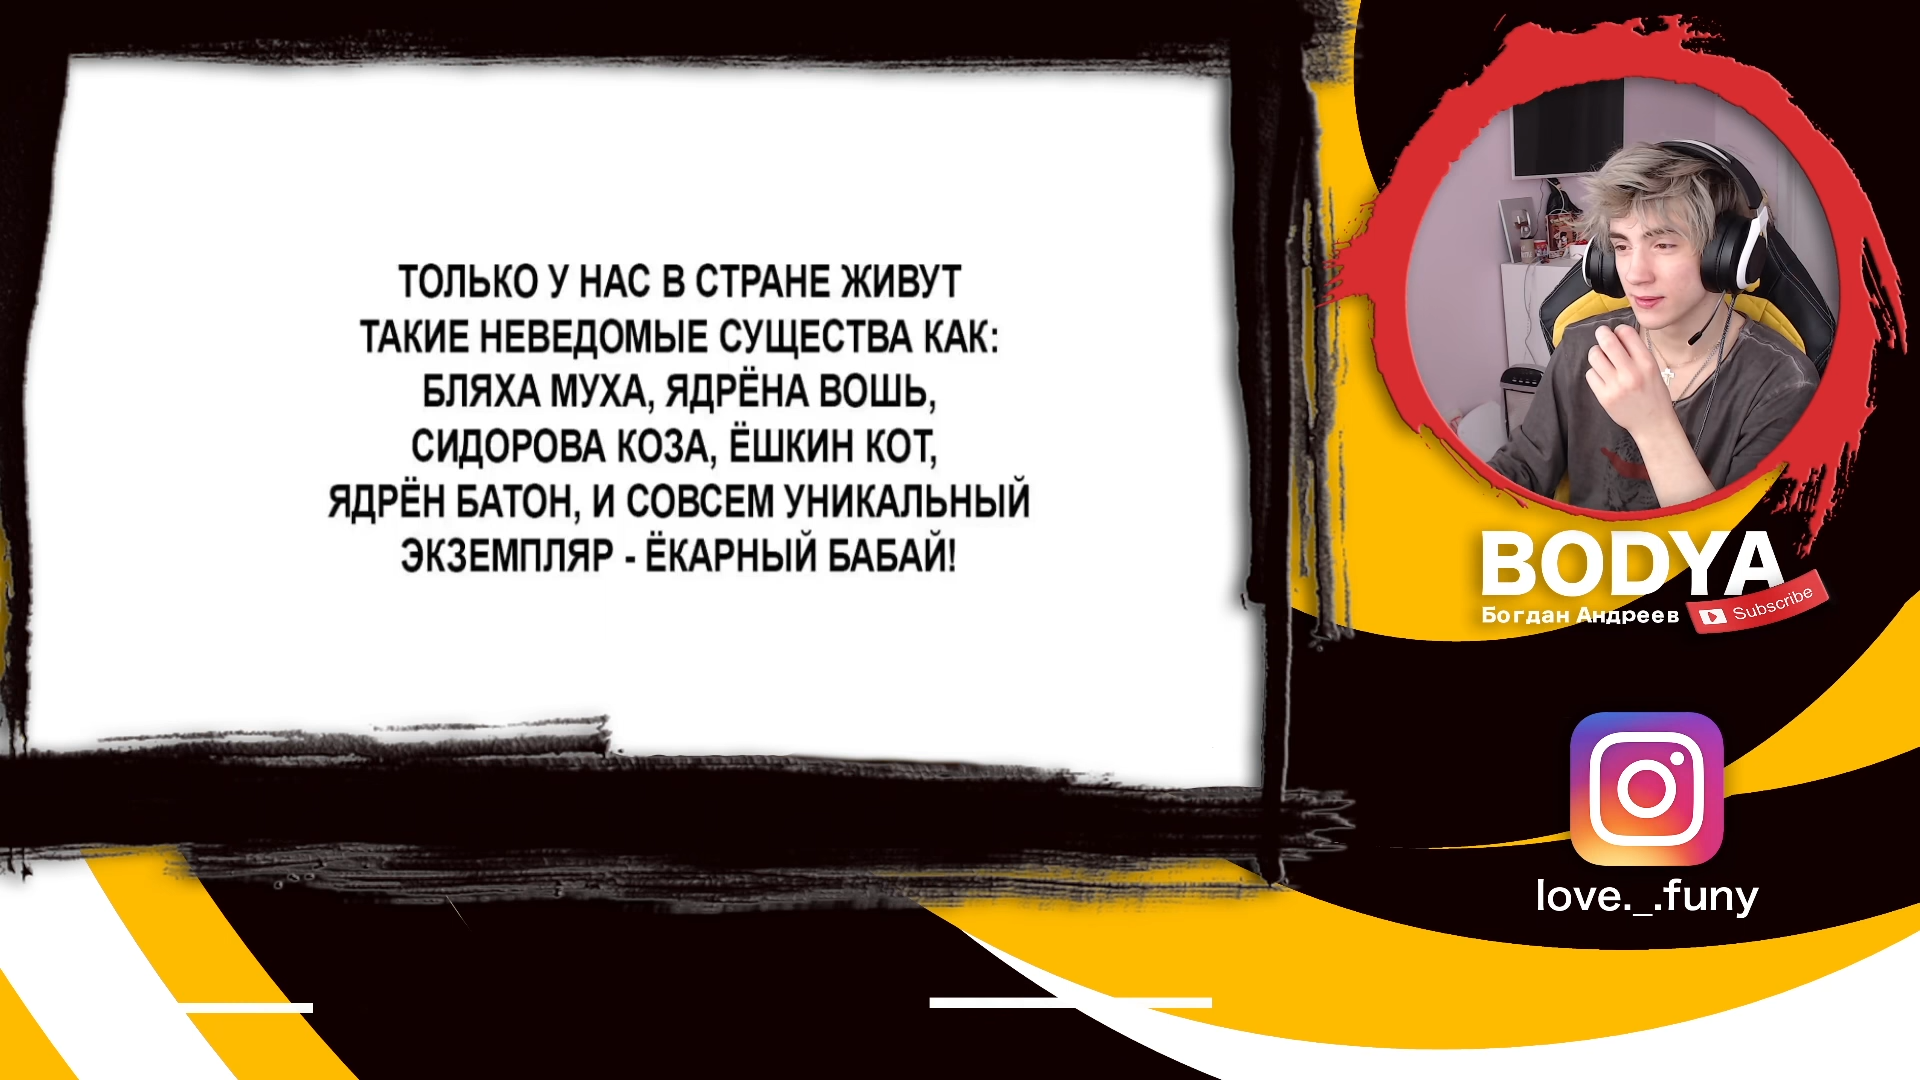 ТОЛЬКО У НАС В СТРАНЕ ЖИВУТ
ТАКИЕ НЕВЕДОМЫЕ СУЩЕСТВА КАК:
БЛЯХА МУХА, ЯДРЁНА ВОШЬ,
СИДОРОВА КОЗА, ЁШКИН КОТ,
ЯДРЁН БАТОН, И СОВСЕМ УНИКАЛЬНЫЙ
ЭКЗЕМПЛЯР - ЁКАРНЫЙ БАБАЙ!
BODYA
Богдан Андреев
Subscribe
love._.funy